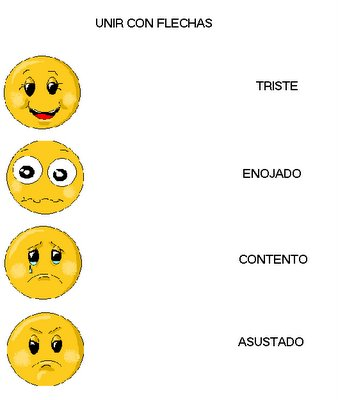 UNIR CON FLECHAS
TRISTE
ENOJADO
CONTENTO
ASUSTADO